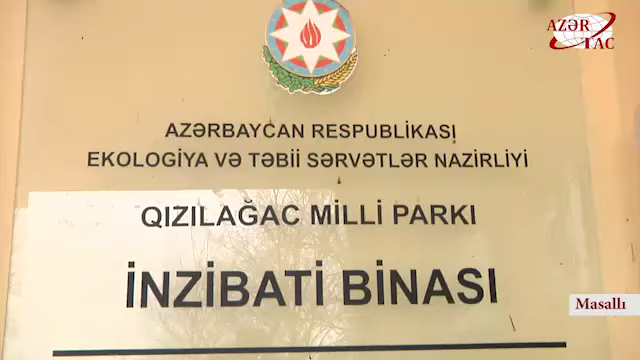 AZƏR
TAC
AZƏRBAYCAN RESPUBLİKASI
EKOLOGİYA VƏ TƏBİİ SƏRVƏTLƏR NAZİRLİYİ
QIZILAĞAC MİLLİ PARKI
İNZİBATİ BİNASI
Masallı